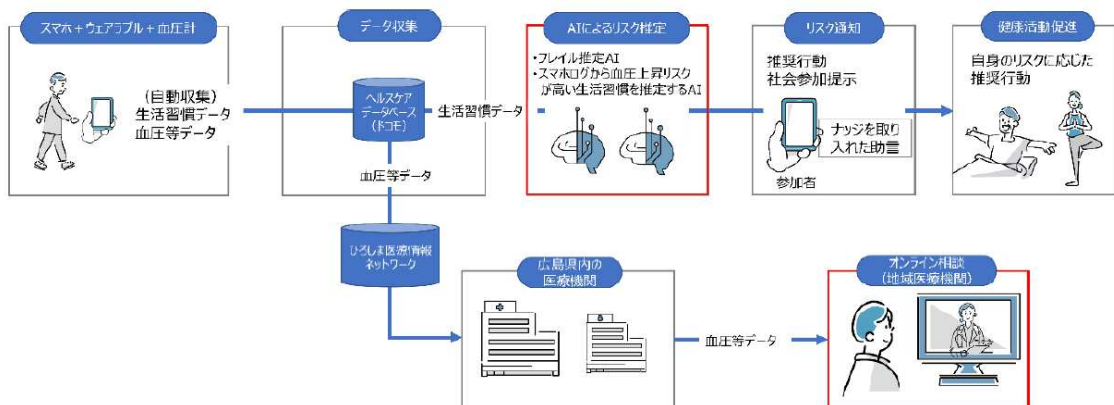 スマホ＋ウェアラブル＋血圧計
（自動収集）
生活習慣データ
血圧等データ
データ収集
ヘルスケア
データベース
（ドコモ）
生活習慣データ
血圧等データ
AIによるリスク推定
・フレイル推定AI
・スマホログから血圧上昇リスク
が高い生活習慣を推定するAI
リスク通知
推奨行動
社会参加提示
ナッジを取り
入れた助言
参加者
健康活動促進
自身のリスクに応じた
推奨行動
ひろしま医療情報
ネットワーク
広島県内の
医療機関
血圧等データ
オンライン相談
（地域医療機関）